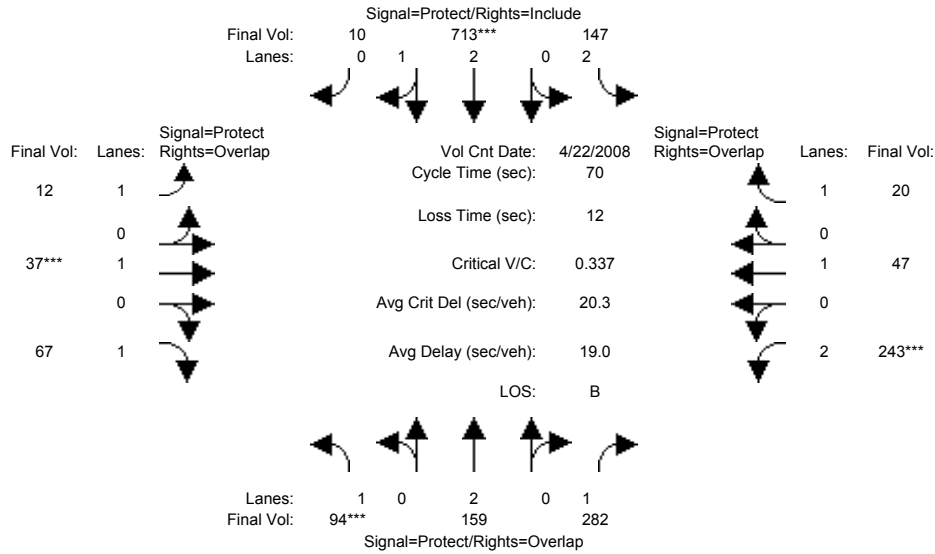 Signal=Protect/Rights=Include
Final Vol: 10 713*** 147
Lanes: 0 1 2 0 2
Signal=Protect Signal=Protect
Final Vol: Lanes: Rights=Overlap Vol Cnt Date: 4/22/2008 Rights=Overlap Lanes: Final Vol:
Cycle Time (sec): 70
12 1 1 20
Loss Time (sec): 12
0 0
37*** 1 Critical V/C: 0.337 1 47
0 Avg Crit Del (sec/veh): 20.3 0
67 1 Avg Delay (sec/veh): 19.0 2 243***
LOS: B
Lanes: 1 0 2 0 1
Final Vol: 94*** 159 282
Signal=Protect/Rights=Overlap